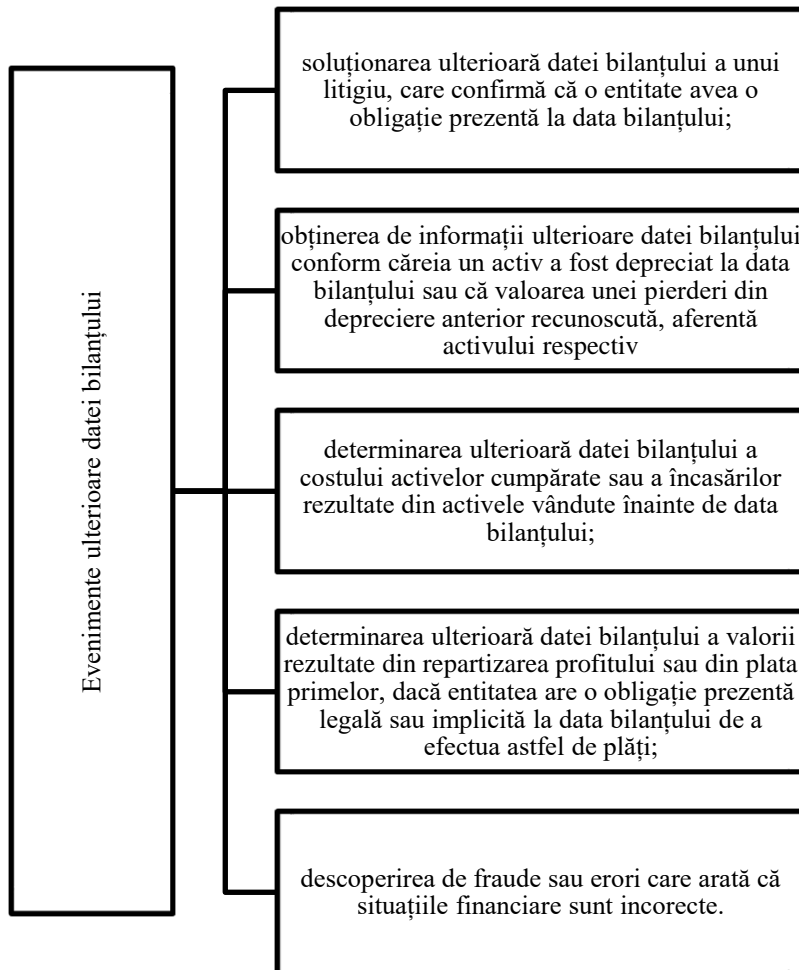 Evenimente ulterioare datei bilanțului
soluționarea ulterioară datei bilanțului a unui
litigiu, care confirmă că o entitate avea o
obligație prezentă la data bilanțului;
obținerea de informații ulterioare datei bilanțului
conform căreia un activ a fost depreciat la data
bilanțului sau că valoarea unei pierderi din
depreciere anterior recunoscută, aferentă
activului respectiv
determinarea ulterioară datei bilanțului a
costului activelor cumpărate sau a încasărilor
rezultate din activele vândute înainte de data
bilanțului;
determinarea ulterioară datei bilanțului a valorii
rezultate din repartizarea profitului sau din plata
primelor, dacă entitatea are o obligație prezentă
legală sau implicită la data bilanțului de a
efectua astfel de plăți;
descoperirea de fraude sau erori care arată că
situațiile financiare sunt incorecte.